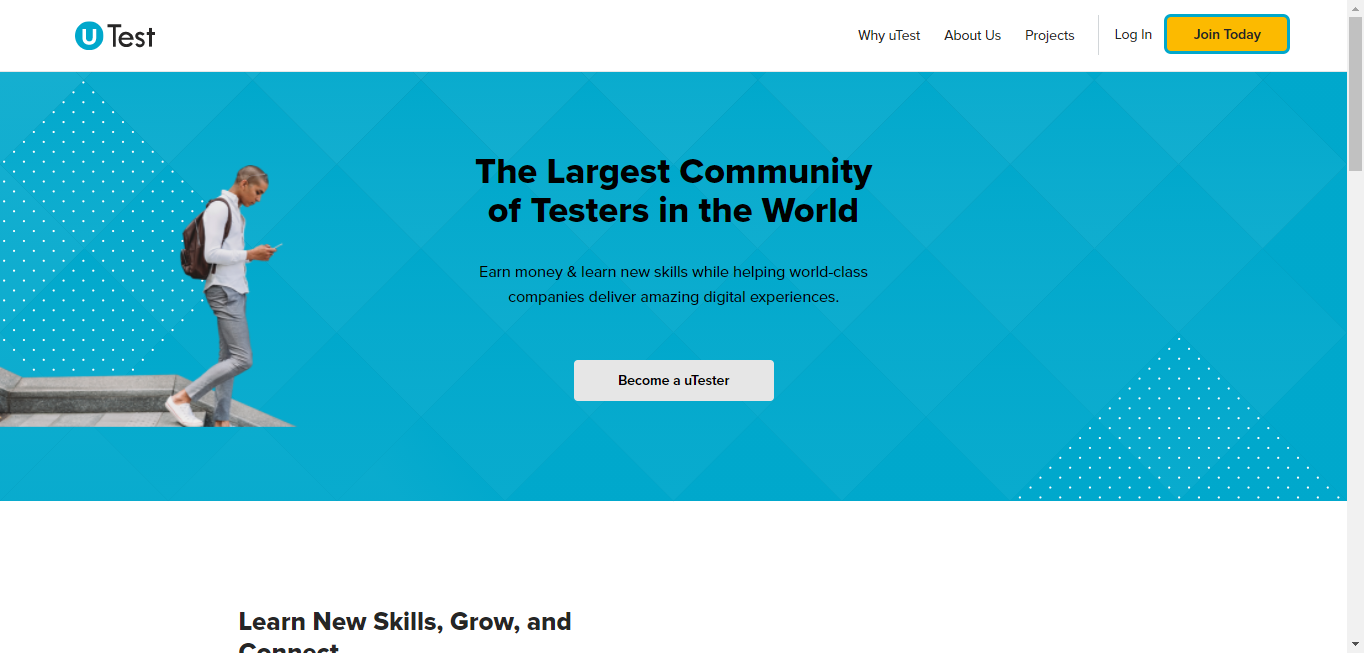 uTest
Why uTest
About Us
Projects
Log In
Join Today
The Largest Community
of Testers in the World
Earn money & learn new skills while helping world-class
companies deliver amazing digital experiences.
Become a uTester
Learn New Skills, Grow, and
Connect